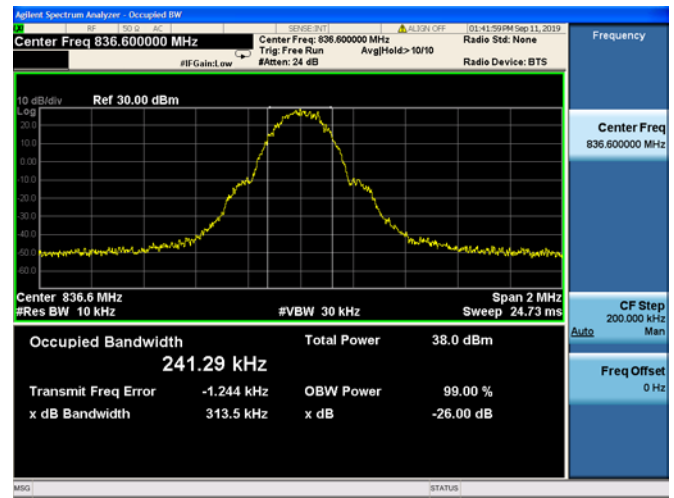 Agilent Spectrum Analyzer - Occupied BW
RF 50 Ω AC SENSE:INT ALIGN OFF 01:41:59 PM Sep 11, 2019
Center Freq 836.600000 MHz Center Freq: 836.600000 MHz Radio Std: None
Trig: Free Run Avg|Hold:>10/10
#IFGain:Low #Atten: 24 dB Radio Device: BTS
Frequency
10 dB/div Ref 30.00 dBm
Log
20.0
10.0
0.00
-10.0
-20.0
-30.0
-40.0
-50.0
-60.0
Center 836.6 MHz Span 2 MHz
#Res BW 10 kHz #VBW 30 kHz Sweep 24.73 ms
Occupied Bandwidth Total Power 38.0 dBm
241.29 kHz
Transmit Freq Error -1.244 kHz OBW Power 99.00 %
x dB Bandwidth 313.5 kHz x dB -26.00 dB
Center Freq
836.600000 MHz
CF Step
200.000 kHz
Auto Man
Freq Offset
0 Hz
MSG STATUS